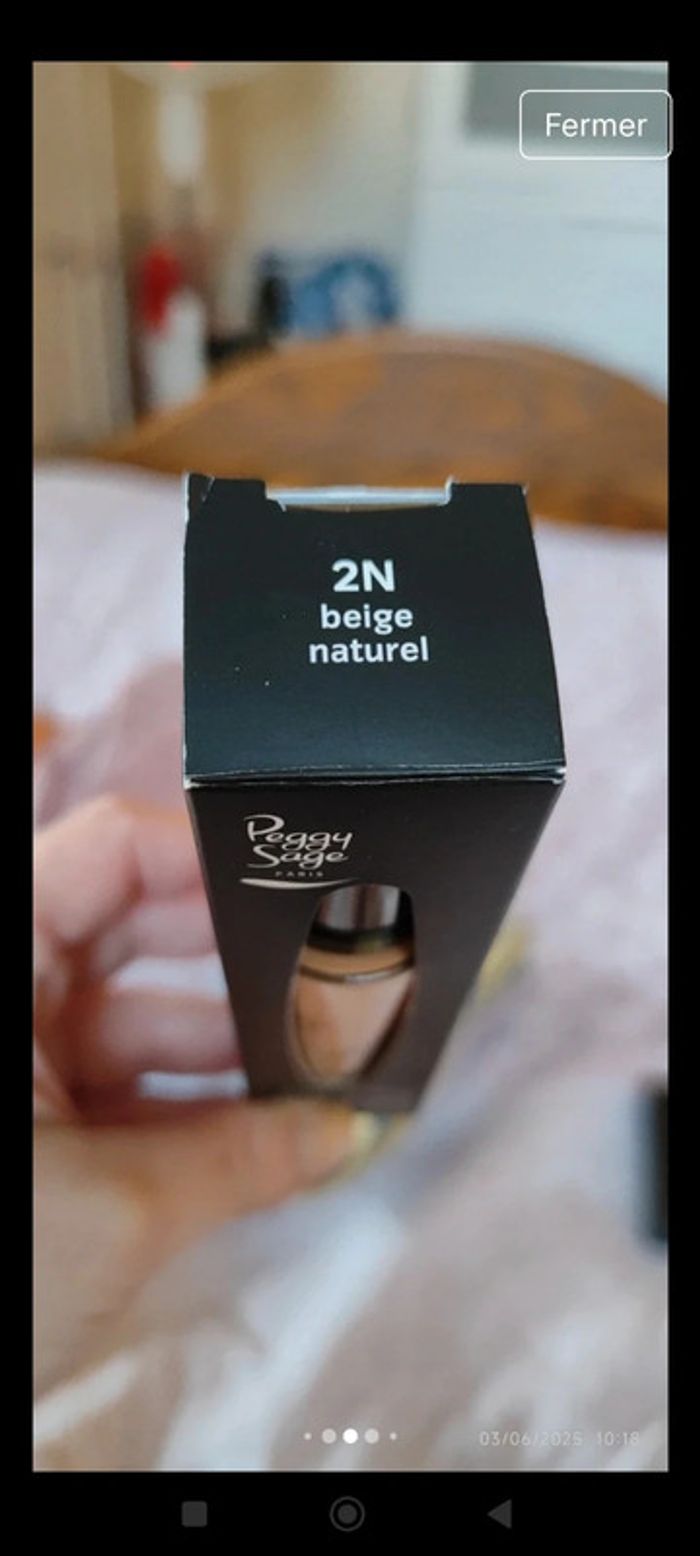 Fermer
2N
beige
naturel
Peggy
Sage
PARIS
03/06/2025 10:18